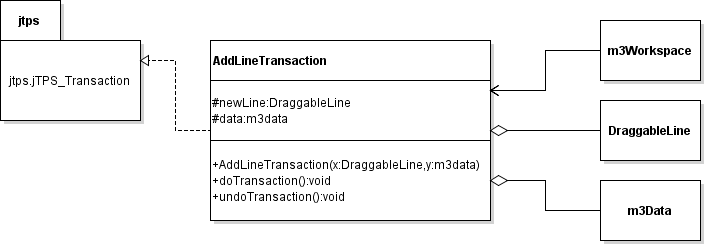 jtps
jtps.jTPS_Transaction
AddLineTransaction
#newLine:DraggableLine
#data:m3data
+AddLineTransaction(x:DraggableLine,y:m3data)
+doTransaction():void
+undoTransaction():void
m3Workspace
DraggableLine
m3Data